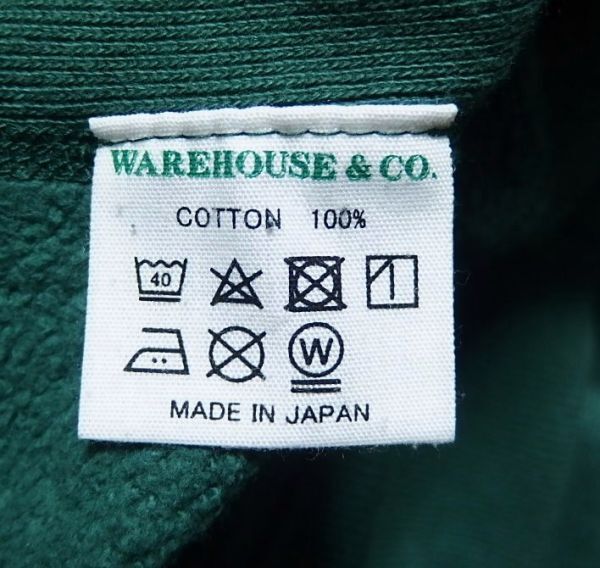 WAREHOUSE & CO.
COTTON 100%
40
W
MADE IN JAPAN